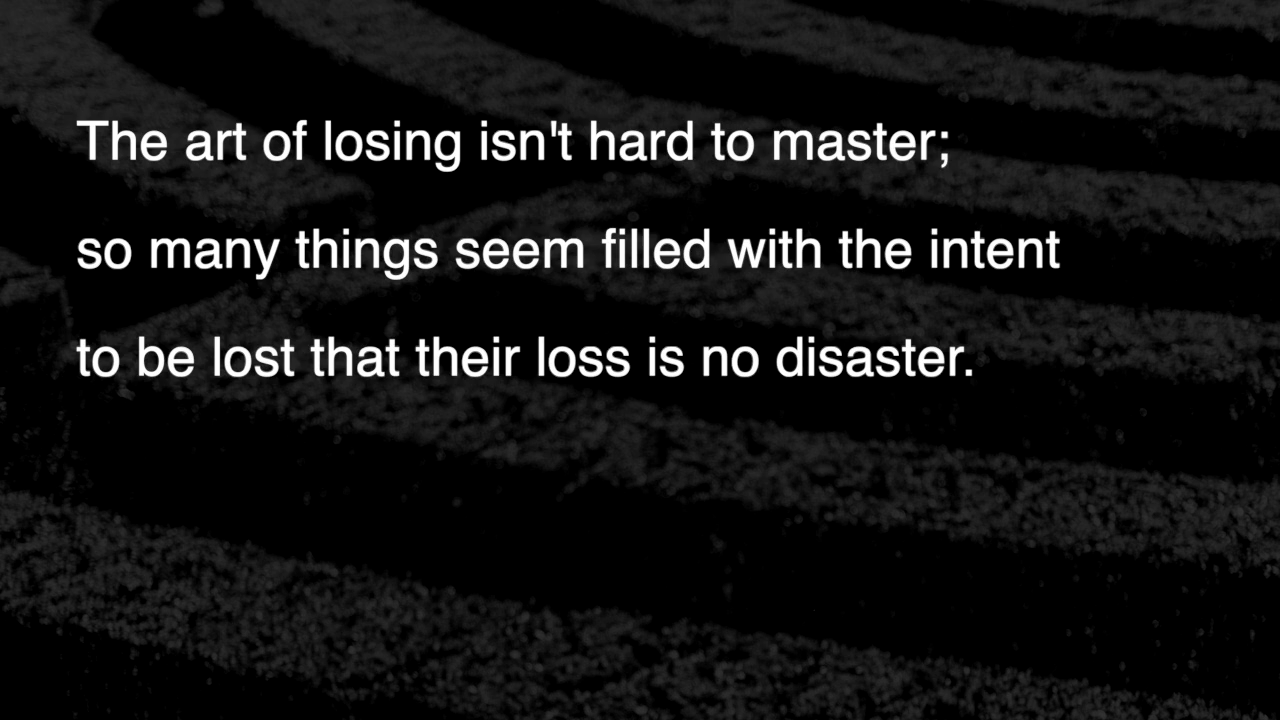 The art of losing isn't hard to master;
so many things seem filled with the intent
to be lost that their loss is no disaster.